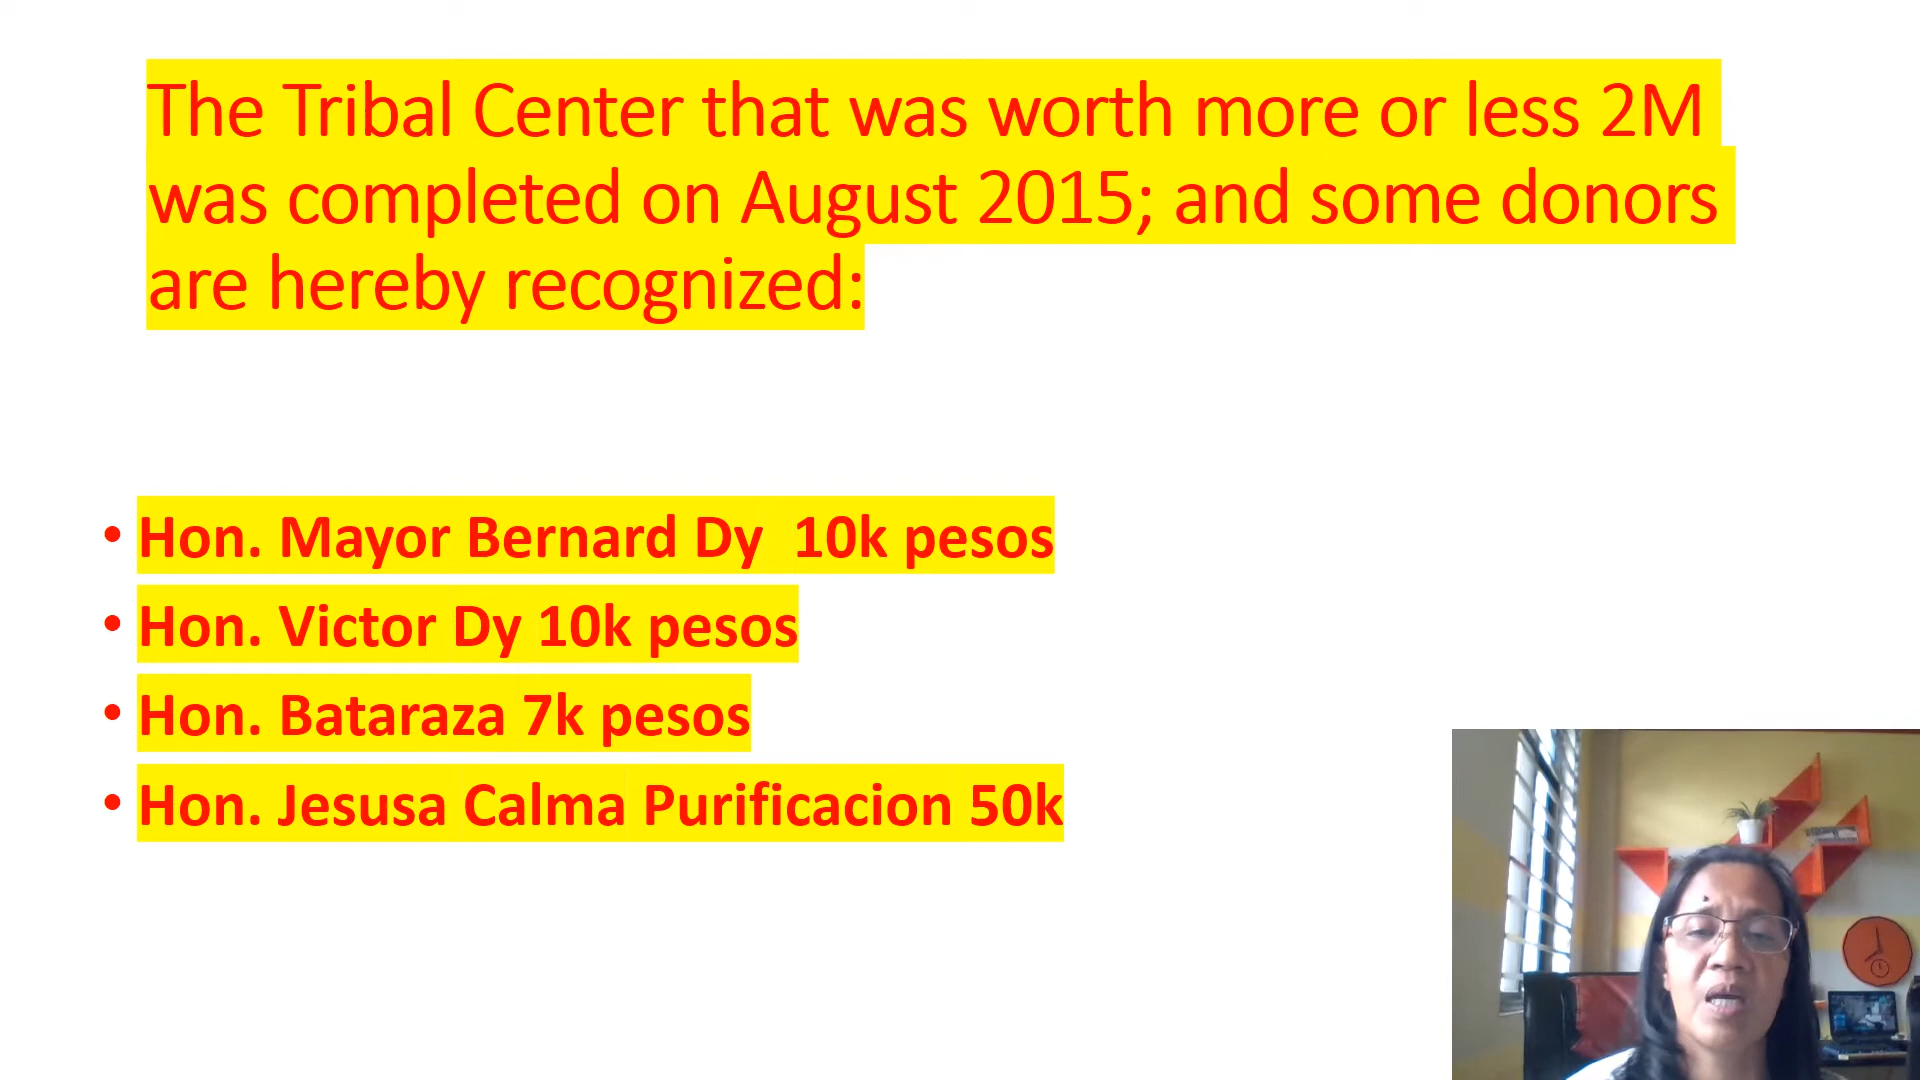 The Tribal Center that was worth more or less 2M
was completed on August 2015; and some donors
are hereby recognized:
• Hon. Mayor Bernard Dy  10k pesos
• Hon. Victor Dy 10k pesos
• Hon. Bataraza 7k pesos
• Hon. Jesusa Calma Purificacion 50k